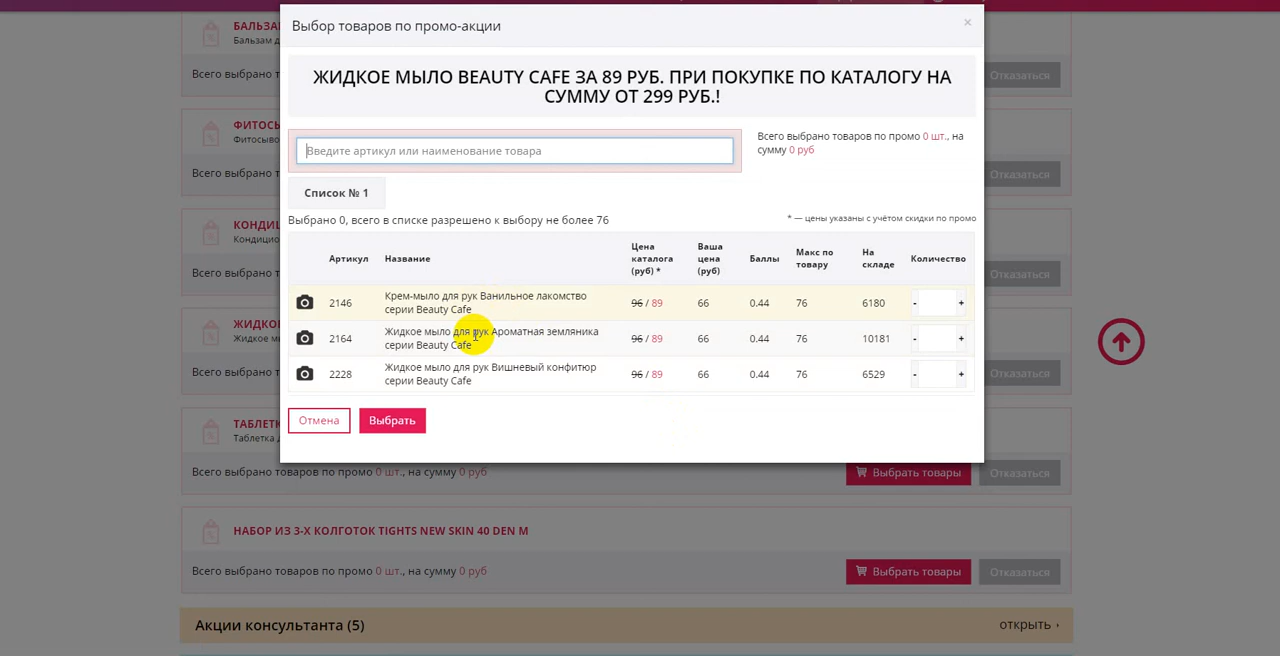 Выбор товаров по промо-акции
×
ЖИДКОЕ МЫЛО BEAUTY CAFE ЗА 89 РУБ. ПРИ ПОКУПКЕ ПО КАТАЛОГУ НА
СУММУ ОТ 299 РУБ.!
Введите артикул или наименование товара
Всего выбрано товаров по промо 0 шт., на
сумму 0 руб
Список № 1
Выбрано 0, всего в списке разрешено к выбору не более 76
* — цены указаны с учётом скидки по промо
Артикул Название Цена каталога (руб) * Ваша цена (руб) Баллы Макс по товару На складе Количество
2146 Крем-мыло для рук Ванильное лакомство серии Beauty Cafe 96 / 89 66 0.44 76 6180 - +
2164 Жидкое мыло для рук Ароматная земляника серии Beauty Cafe 96 / 89 66 0.44 76 10181 - +
2228 Жидкое мыло для рук Вишневый конфитюр серии Beauty Cafe 96 / 89 66 0.44 76 6529 - +
Отмена Выбрать
БАЛЬЗА
Бальзам д
Всего выбрано т Отказаться
ФИТОСЫ
Фитосыво
Всего выбрано т Отказаться
КОНДИЦ
Кондицио
Всего выбрано т Отказаться
ЖИДКО
Жидкое м
Всего выбрано т Отказаться
ТАБЛЕТК
Таблетка д
Всего выбрано товаров по промо 0 шт., на сумму 0 руб Выбрать товары Отказаться
НАБОР ИЗ 3-Х КОЛГОТОК TIGHTS NEW SKIN 40 DEN M
Всего выбрано товаров по промо 0 шт., на сумму 0 руб Выбрать товары Отказаться
Акции консультанта (5) открыть